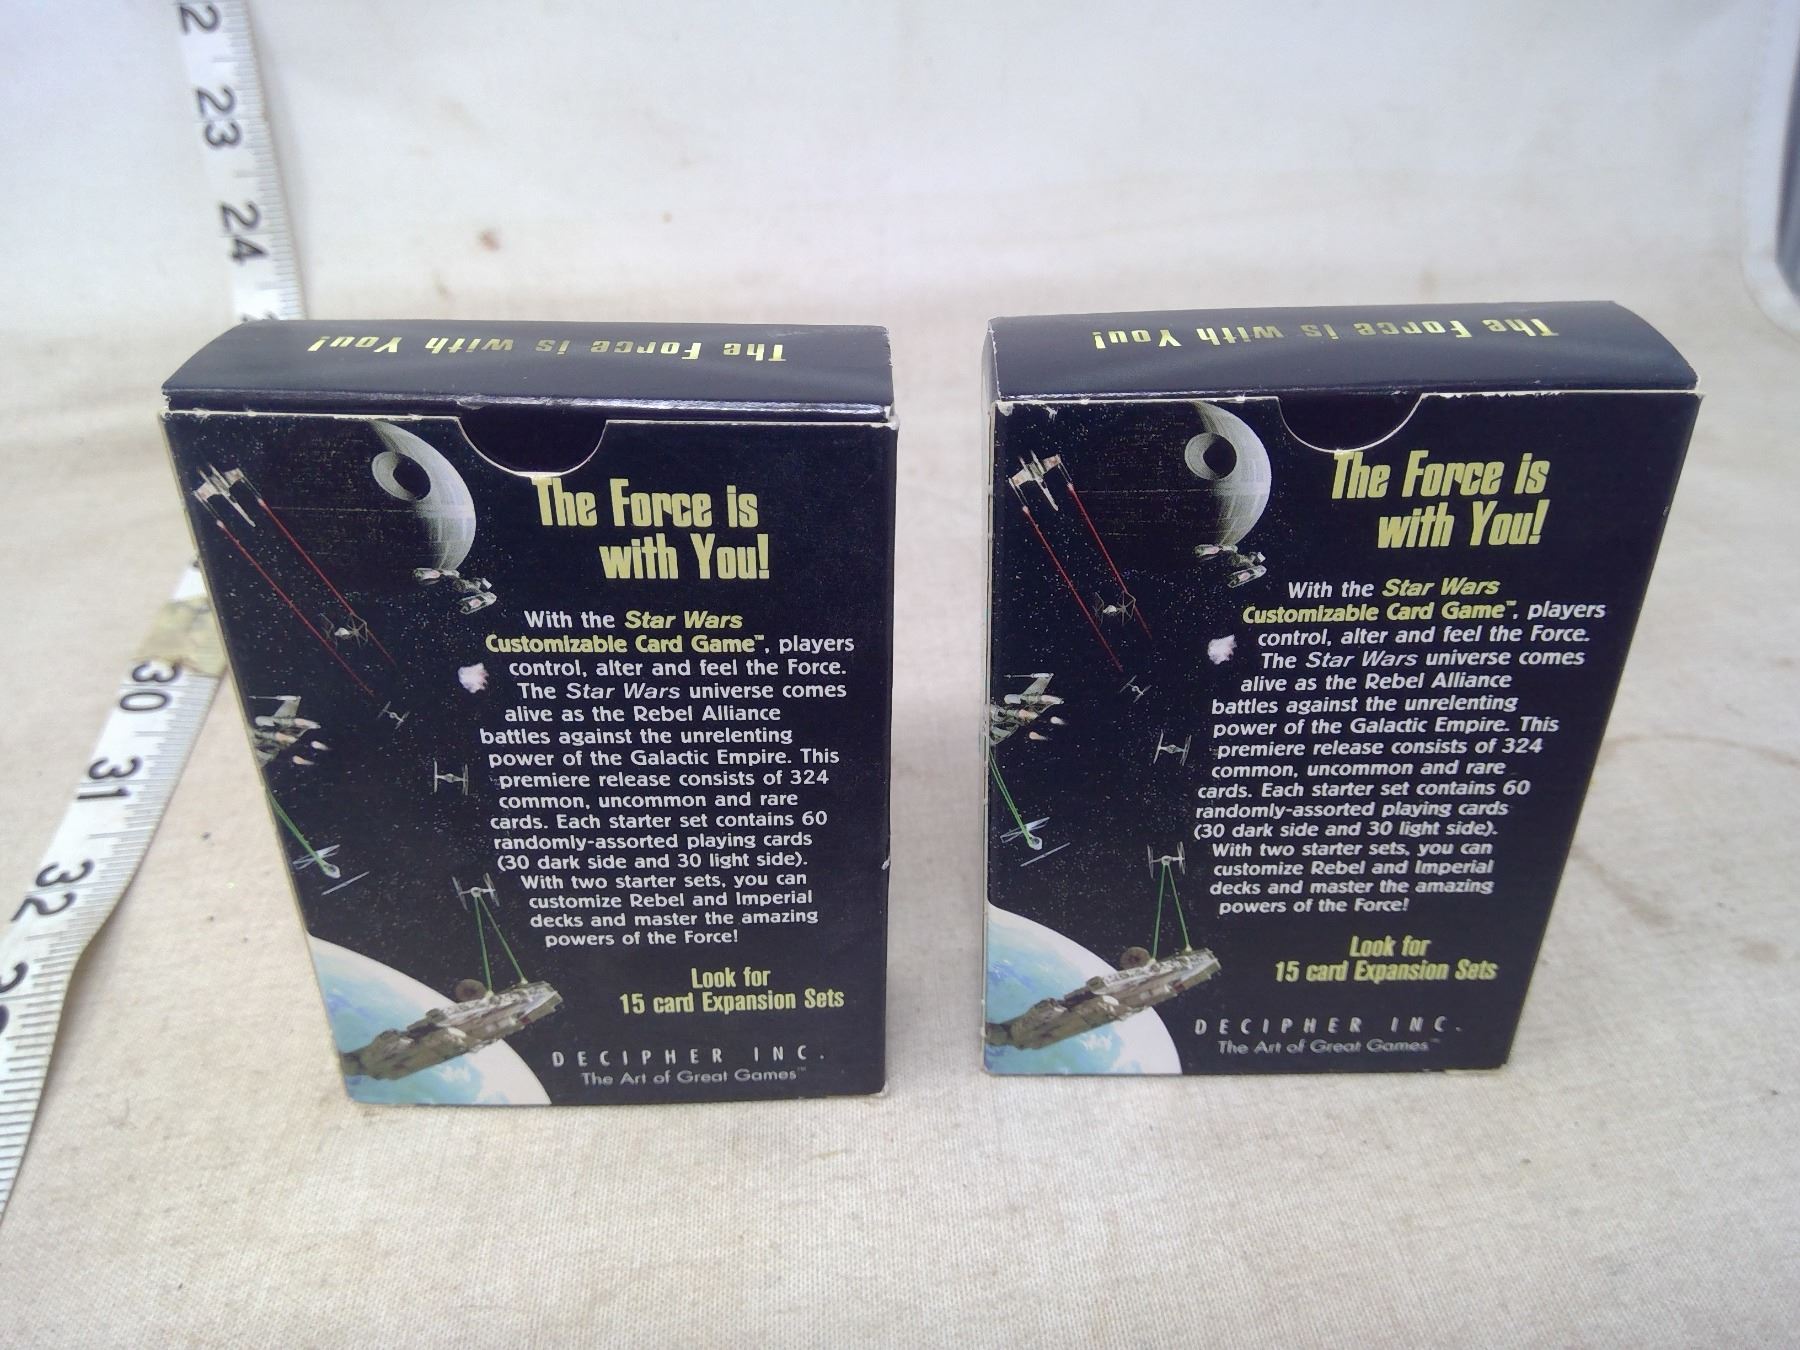 2
23
24
30
31
32
The Force is with You!
The Force is
with You!
With the Star Wars
Customizable Card Game™, players
control, alter and feel the Force.
The Star Wars universe comes
alive as the Rebel Alliance
battles against the unrelenting
power of the Galactic Empire. This
premiere release consists of 324
common, uncommon and rare
cards. Each starter set contains 60
randomly-assorted playing cards
(30 dark side and 30 light side).
With two starter sets, you can
customize Rebel and Imperial
decks and master the amazing
powers of the Force!
Look for
15 card Expansion Sets
DECIPHER INC.
The Art of Great Games™
The Force is with You!
The Force is
with You!
With the Star Wars
Customizable Card Game™, players
control, alter and feel the Force.
The Star Wars universe comes
alive as the Rebel Alliance
battles against the unrelenting
power of the Galactic Empire. This
premiere release consists of 324
common, uncommon and rare
cards. Each starter set contains 60
randomly-assorted playing cards
(30 dark side and 30 light side).
With two starter sets, you can
customize Rebel and Imperial
decks and master the amazing
powers of the Force!
Look for
15 card Expansion Sets
DECIPHER INC.
The Art of Great Games™